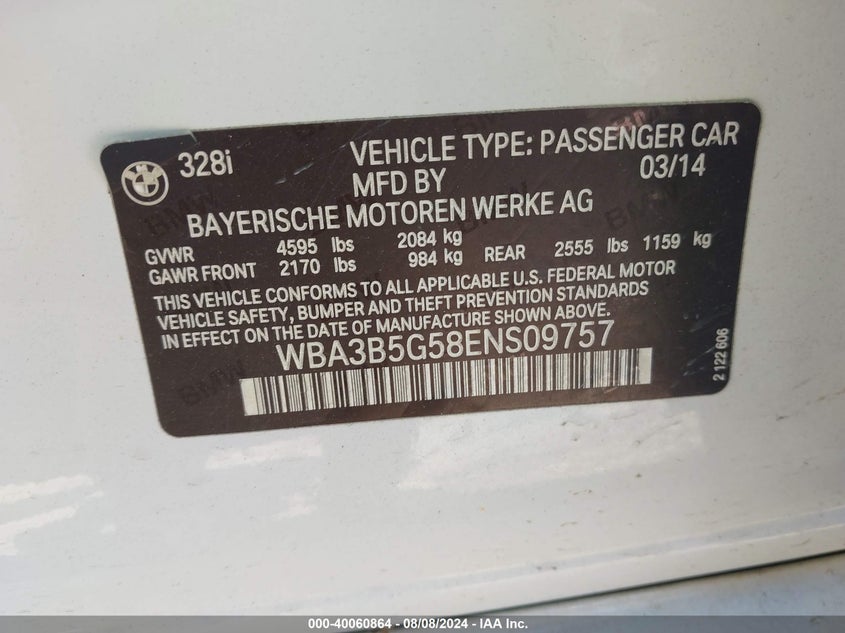 328i
VEHICLE TYPE: PASSENGER CAR
MFD BY 03/14
BAYERISCHE MOTOREN WERKE AG
GVWR 4595 lbs 2084 kg
GAWR FRONT 2170 lbs 984 kg REAR 2555 lbs 1159 kg
THIS VEHICLE CONFORMS TO ALL APPLICABLE U.S. FEDERAL MOTOR
VEHICLE SAFETY, BUMPER AND THEFT PREVENTION STANDARDS
IN EFFECT ON THE DATE OF MANUFACTURE SHOWN ABOVE.
WBA3B5G58ENS09757
2 122 606
BMW
000-40060864 - 08/08/2024 - IAA Inc.